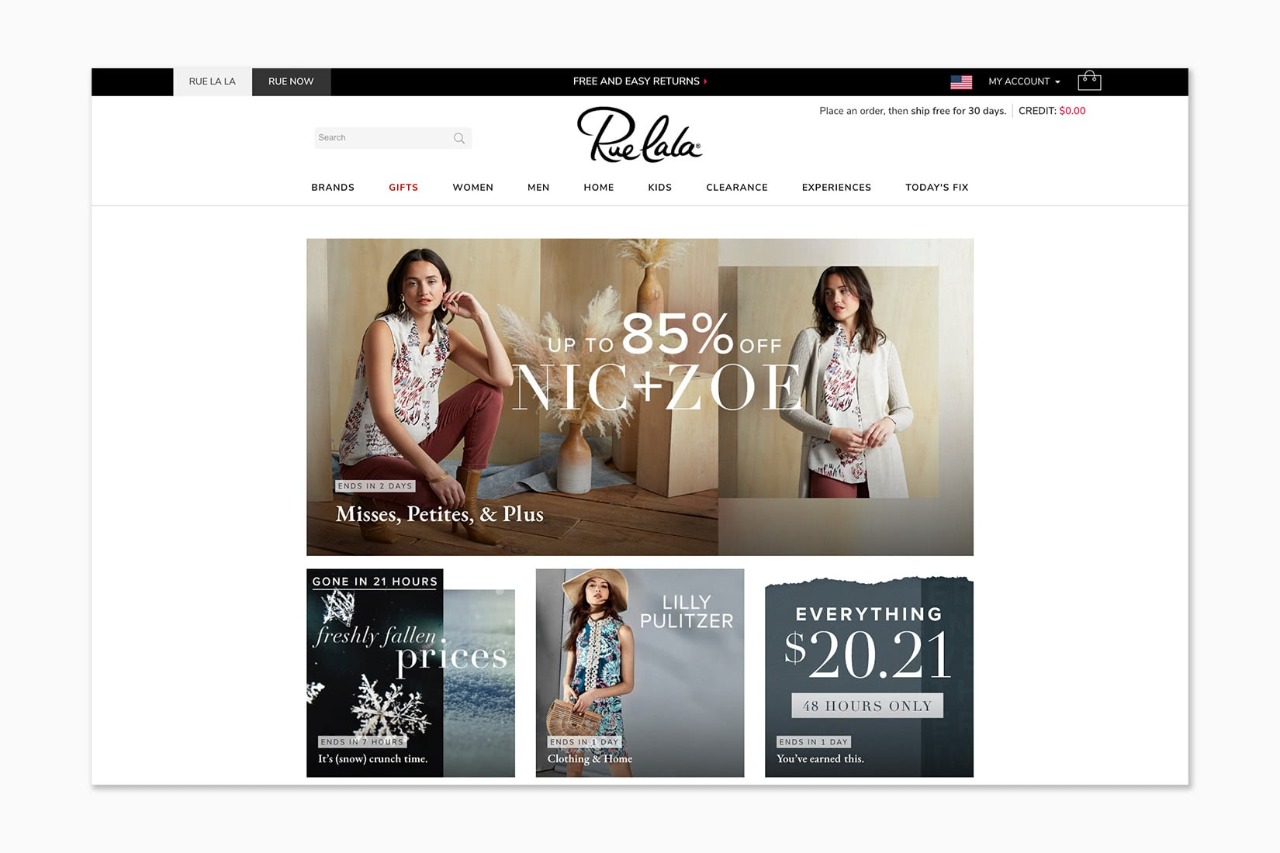 RUE LA LA
RUE NOW
FREE AND EASY RETURNS
MY ACCOUNT
Place an order, then ship free for 30 days.
CREDIT: $0.00
Search
Rue La La®
BRANDS
GIFTS
WOMEN
MEN
HOME
KIDS
CLEARANCE
EXPERIENCES
TODAY'S FIX
UP TO 85% OFF
NIC+ZOE
ENDS IN 2 DAYS
Misses, Petites, & Plus
GONE IN 21 HOURS
freshly fallen
prices
ENDS IN 7 HOURS
It's (snow) crunch time.
LILLY
PULITZER
ENDS IN 1 DAY
Clothing & Home
EVERYTHING
$20.21
48 HOURS ONLY
ENDS IN 1 DAY
You've earned this.